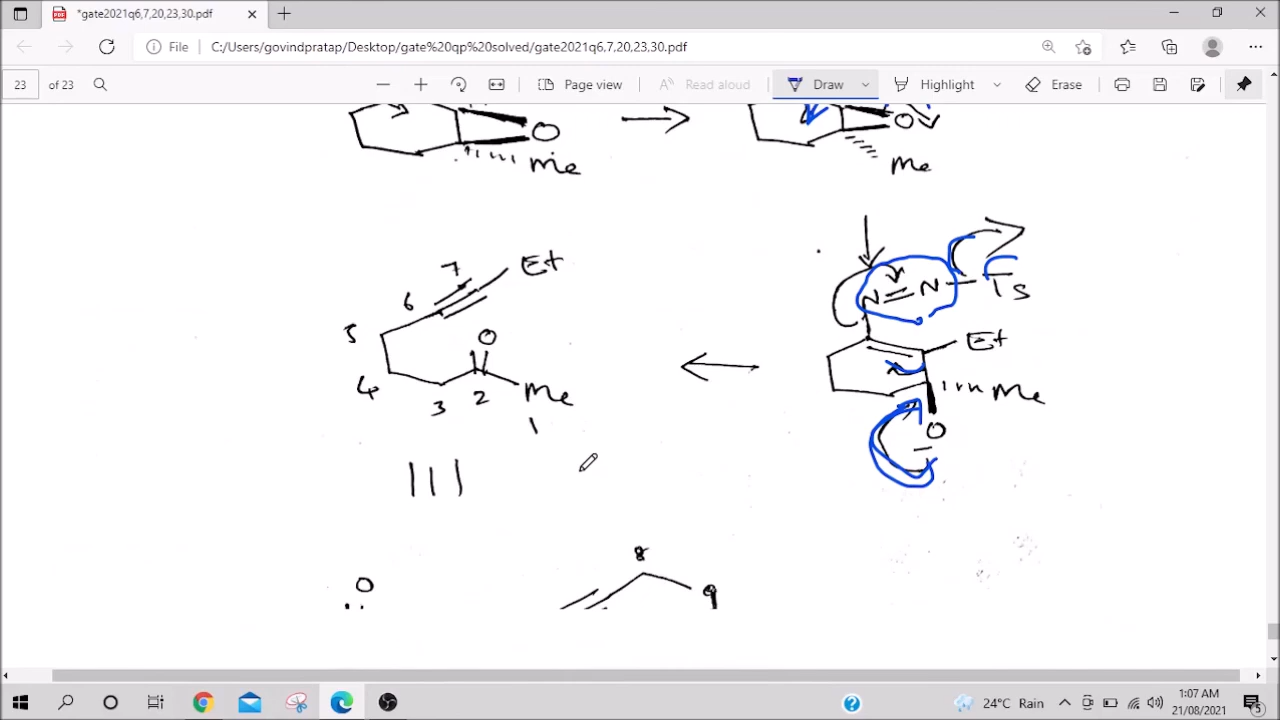 *gate2021q6,7,20,23,30.pdf
File C:/Users/govindpratap/Desktop/gate%20qp%20solved/gate2021q6,7,20,23,30.pdf
23 of 23 Page view Read aloud Draw Highlight Erase
O O
Me Me
7 Et
6 N = N - Ts
5 O Et
4 Me Me
3 2 1 O
8
O 9
24°C Rain ENG 1:07 AM
21/08/2021 5